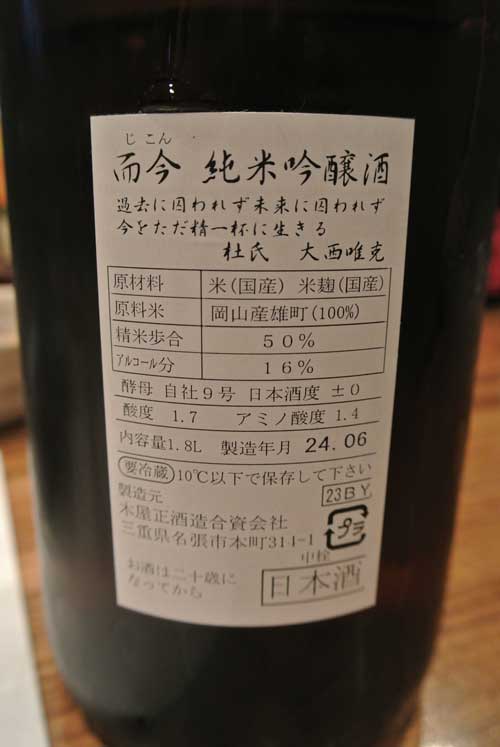 じこん
而今 純米吟醸酒
過去に囚われず未来に囚われず
今をただ精一杯に生きる
杜氏 大西唯克
原材料 米(国産) 米麹(国産)
原料米 岡山産雄町(100%)
精米歩合 50%
アルコール分 16%
酵母 自社9号 日本酒度 ±0
酸度 1.7 アミノ酸度 1.4
内容量1.8L 製造年月 24.06
要冷蔵 10℃以下で保存して下さい
製造元 23BY
木屋正酒造合資会社
三重県名張市本町314-1
プラ
中栓
お酒は二十歳に
なってから
日本酒